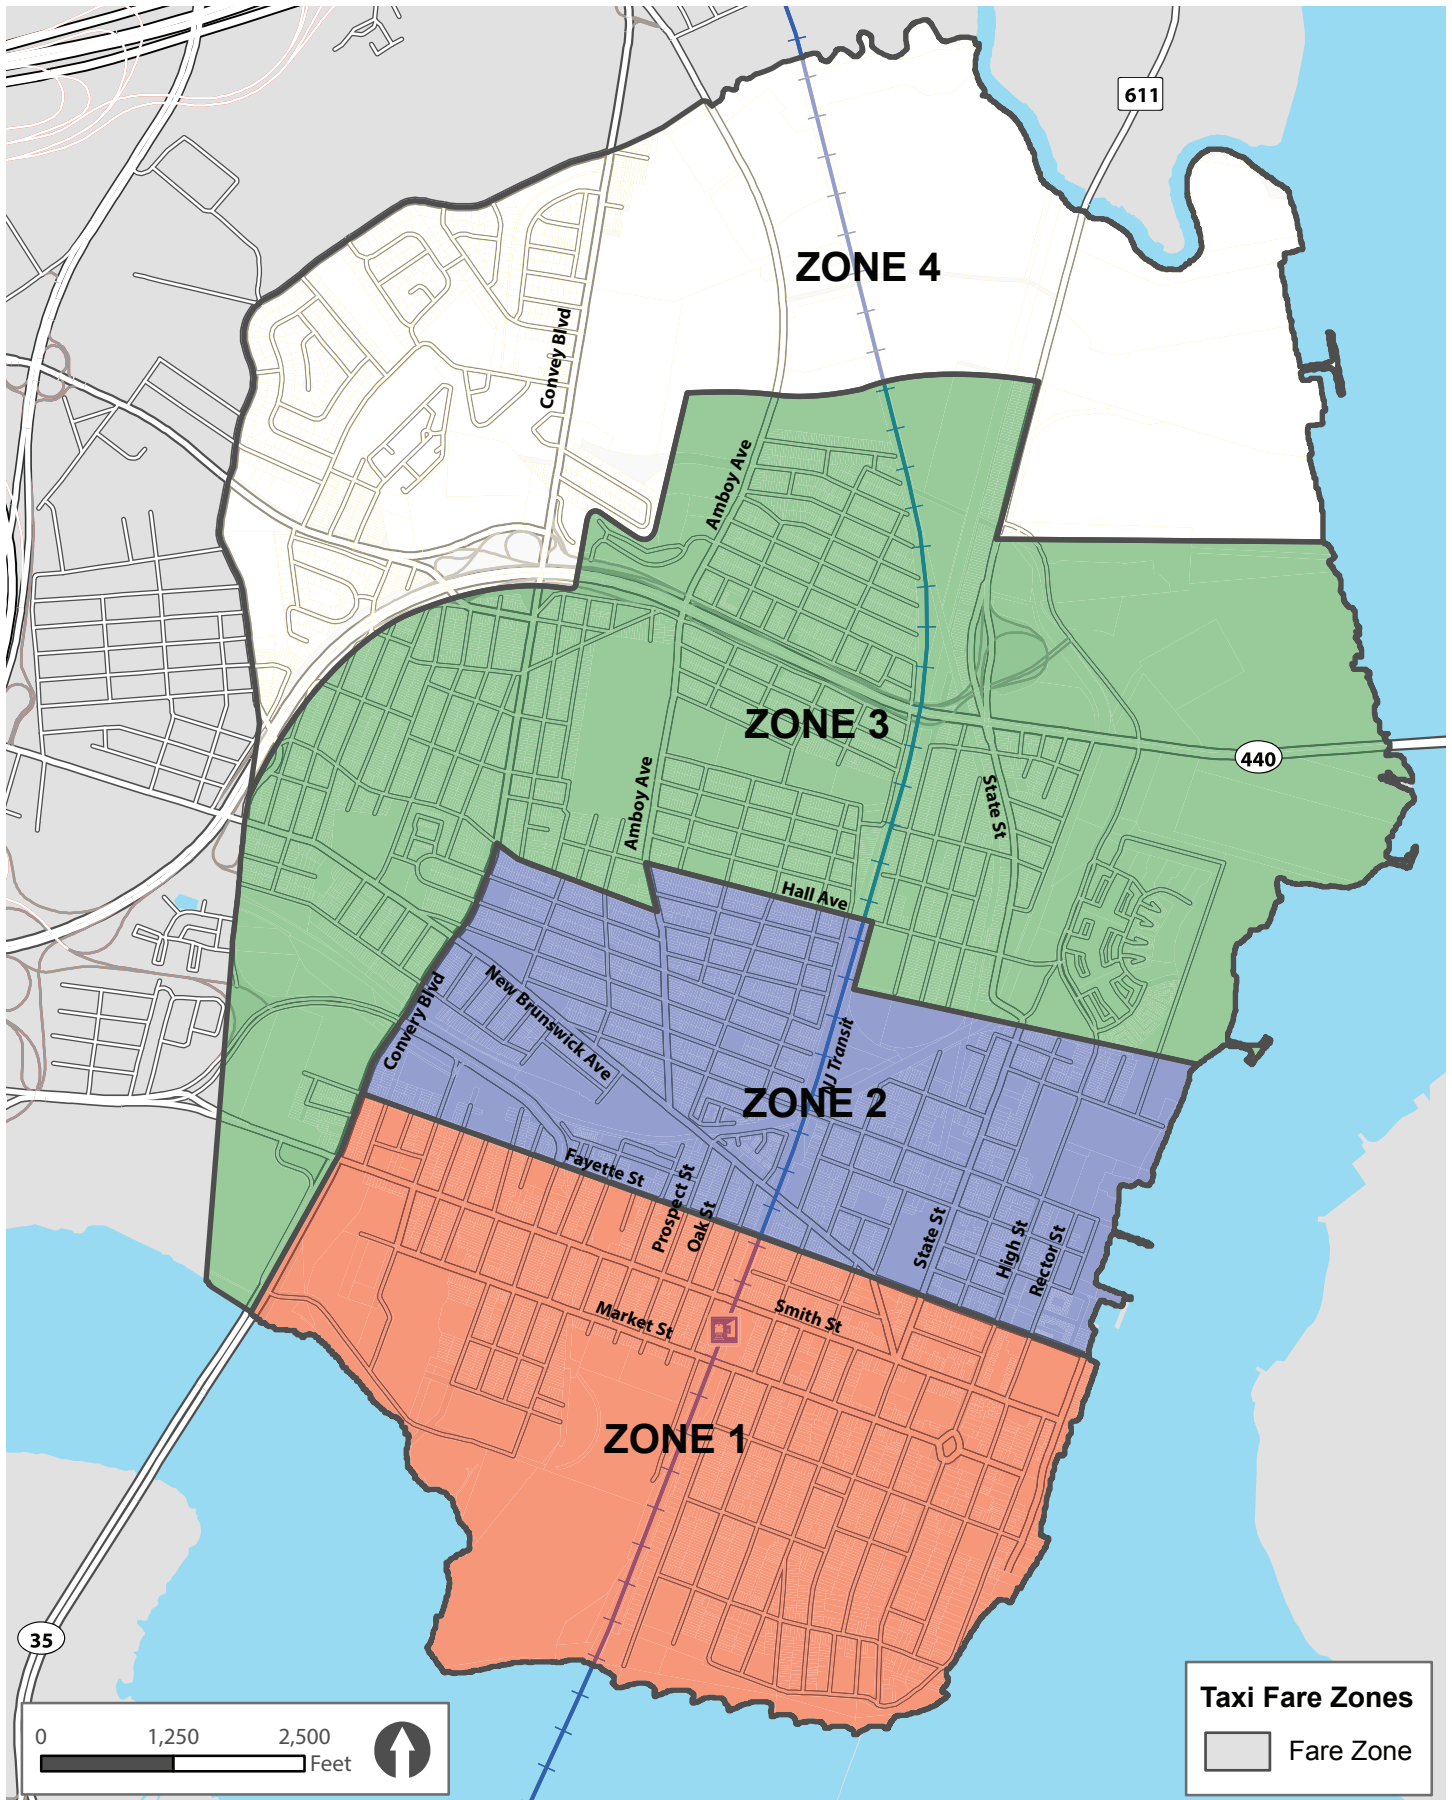 611
ZONE 4
Convey Blvd
Amboy Ave
ZONE 3
440
State St
Amboy Ave
Hall Ave
New Brunswick Ave
Convery Blvd
NJ Transit
ZONE 2
Fayette St
Prospect St
Oak St
State St
High St
Rector St
Market St
Smith St
ZONE 1
35
0 1,250 2,500
Feet
Taxi Fare Zones
Fare Zone